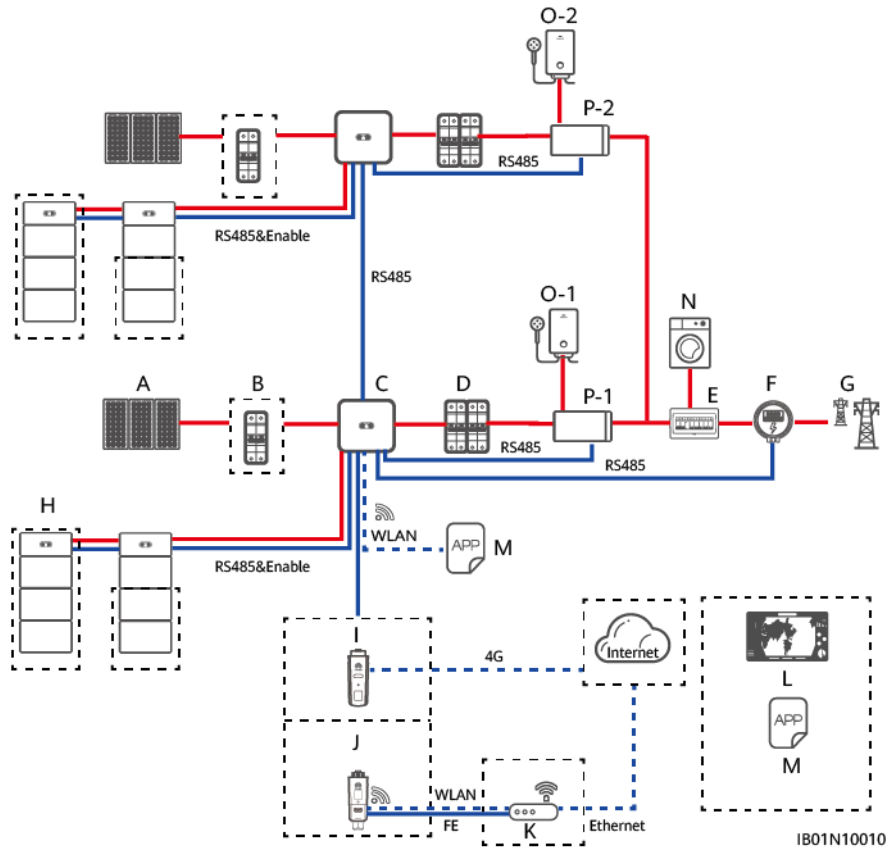 O-2
P-2
RS485
RS485&Enable
RS485
O-1
N
A
B
C
D
P-1
E
F
G
RS485
RS485
H
WLAN
APP
M
RS485&Enable
I
4G
Internet
L
APP
M
J
WLAN
FE
K
Ethernet
IB01N10010